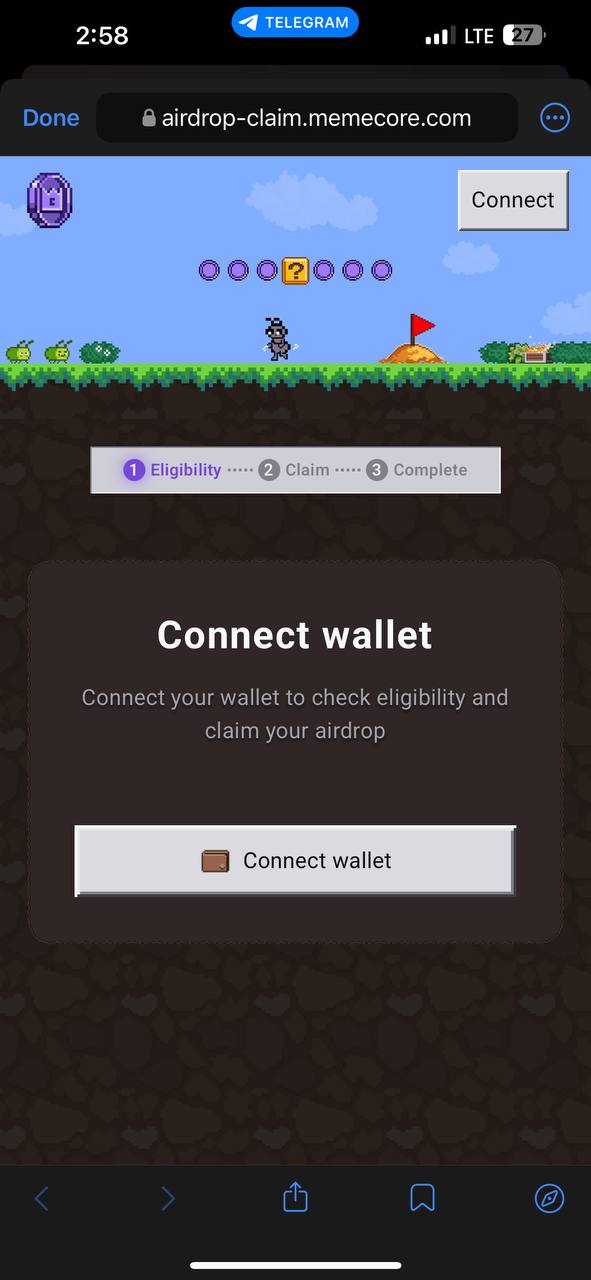 2:58
TELEGRAM
LTE
27
Done
airdrop-claim.memecore.com
Connect
?
1 Eligibility ····· 2 Claim ····· 3 Complete
Connect wallet
Connect your wallet to check eligibility and
claim your airdrop
Connect wallet